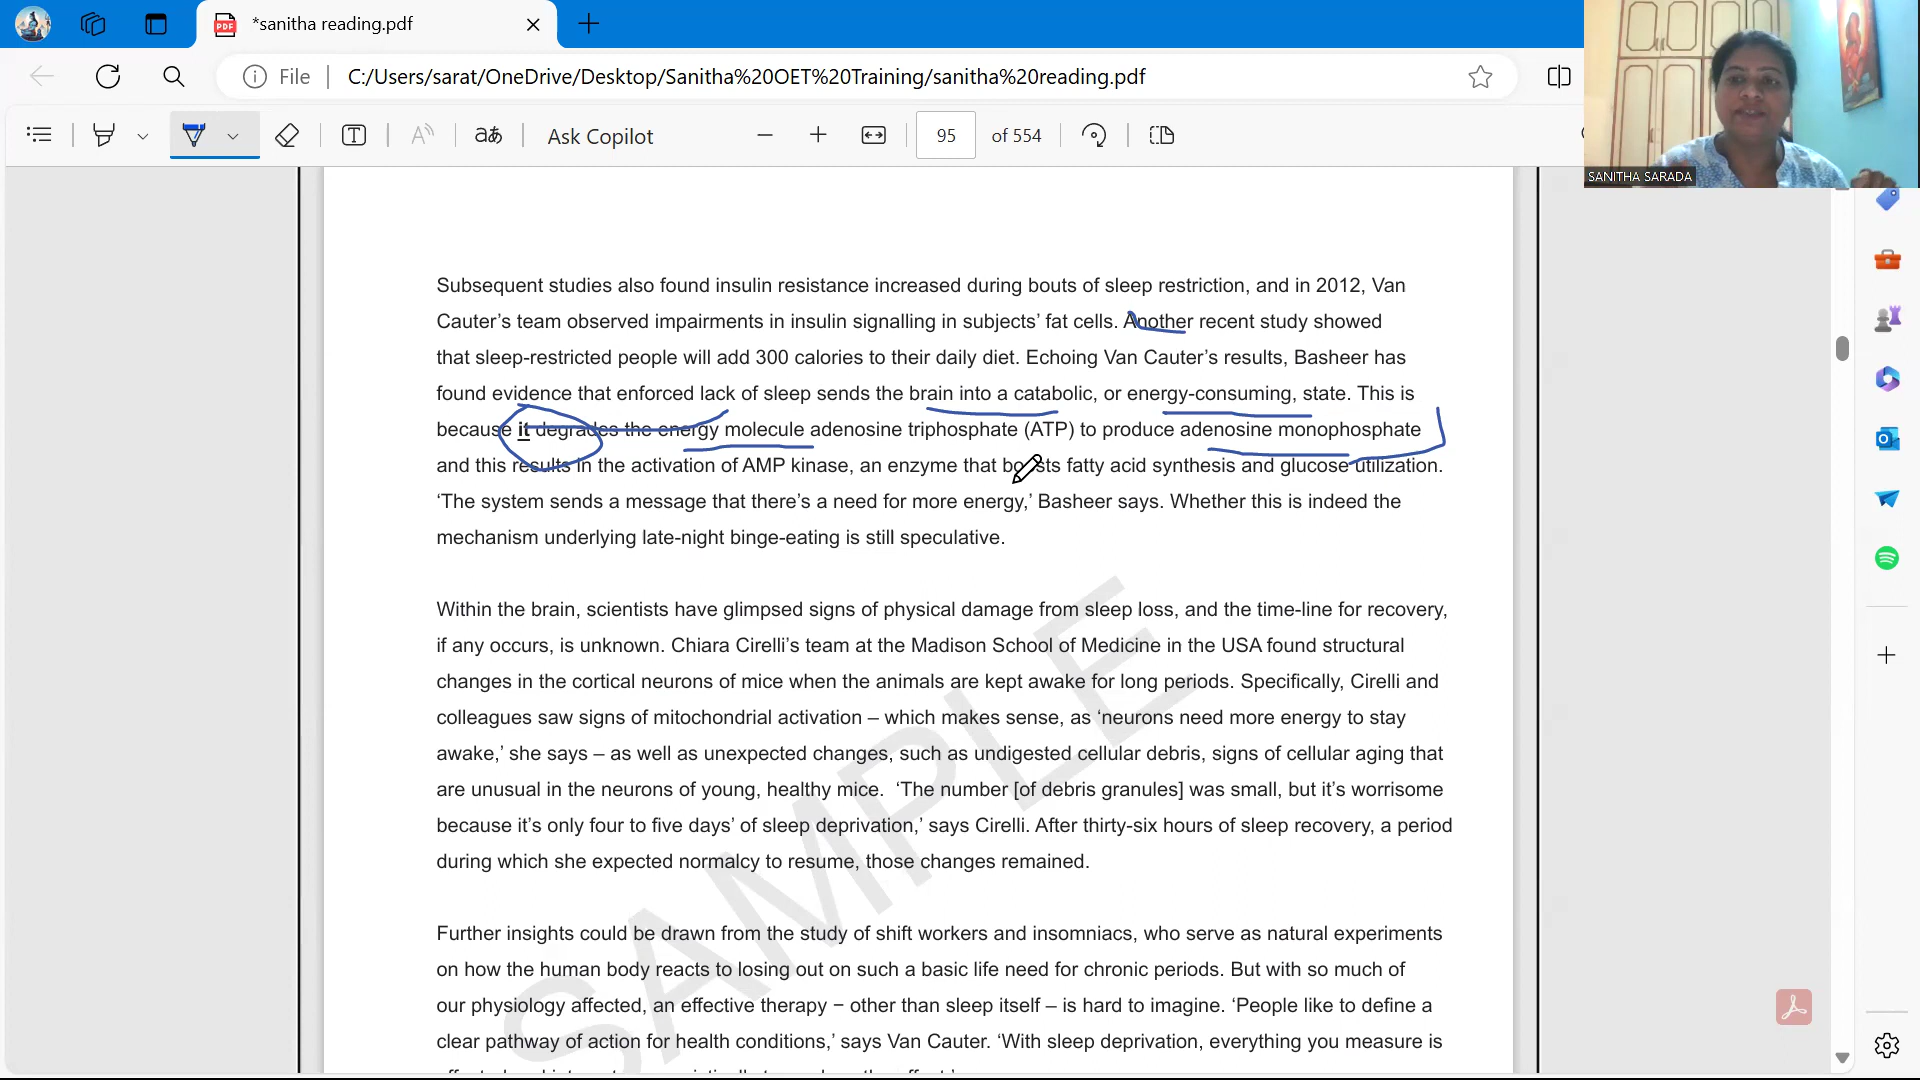 *sanitha reading.pdf
File
C:/Users/sarat/OneDrive/Desktop/Sanitha%20OET%20Training/sanitha%20reading.pdf
Ask Copilot
95 of 554
SANITHA SARADA
Subsequent studies also found insulin resistance increased during bouts of sleep restriction, and in 2012, Van
Cauter’s team observed impairments in insulin signalling in subjects’ fat cells. Another recent study showed
that sleep-restricted people will add 300 calories to their daily diet. Echoing Van Cauter’s results, Basheer has
found evidence that enforced lack of sleep sends the brain into a catabolic, or energy-consuming, state. This is
because it degrades the energy molecule adenosine triphosphate (ATP) to produce adenosine monophosphate
and this results in the activation of AMP kinase, an enzyme that boosts fatty acid synthesis and glucose utilization.
‘The system sends a message that there’s a need for more energy,’ Basheer says. Whether this is indeed the
mechanism underlying late-night binge-eating is still speculative.
Within the brain, scientists have glimpsed signs of physical damage from sleep loss, and the time-line for recovery,
if any occurs, is unknown. Chiara Cirelli’s team at the Madison School of Medicine in the USA found structural
changes in the cortical neurons of mice when the animals are kept awake for long periods. Specifically, Cirelli and
colleagues saw signs of mitochondrial activation – which makes sense, as ‘neurons need more energy to stay
awake,’ she says – as well as unexpected changes, such as undigested cellular debris, signs of cellular aging that
are unusual in the neurons of young, healthy mice.  ‘The number [of debris granules] was small, but it’s worrisome
because it’s only four to five days’ of sleep deprivation,’ says Cirelli. After thirty-six hours of sleep recovery, a period
during which she expected normalcy to resume, those changes remained.
Further insights could be drawn from the study of shift workers and insomniacs, who serve as natural experiments
on how the human body reacts to losing out on such a basic life need for chronic periods. But with so much of
our physiology affected, an effective therapy − other than sleep itself – is hard to imagine. ‘People like to define a
clear pathway of action for health conditions,’ says Van Cauter. ‘With sleep deprivation, everything you measure is
SAMPLE